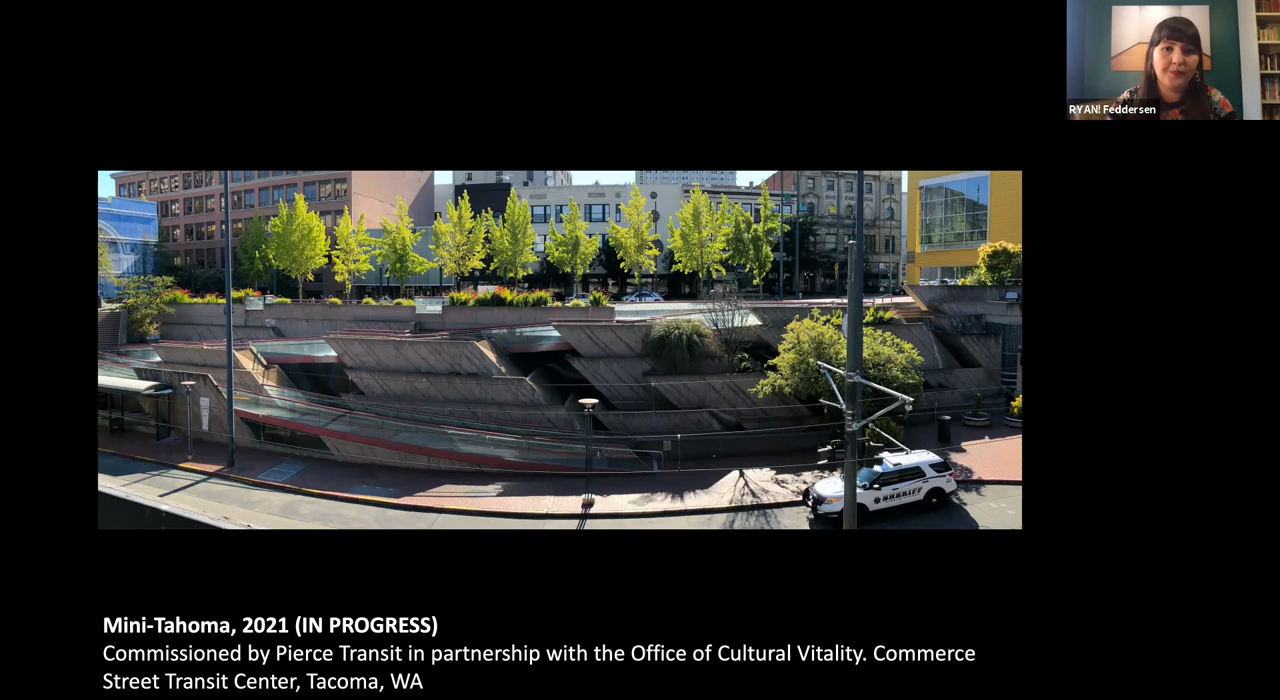 RYAN! Feddersen
SHERIFF
Mini-Tahoma, 2021 (IN PROGRESS)
Commissioned by Pierce Transit in partnership with the Office of Cultural Vitality. Commerce
Street Transit Center, Tacoma, WA